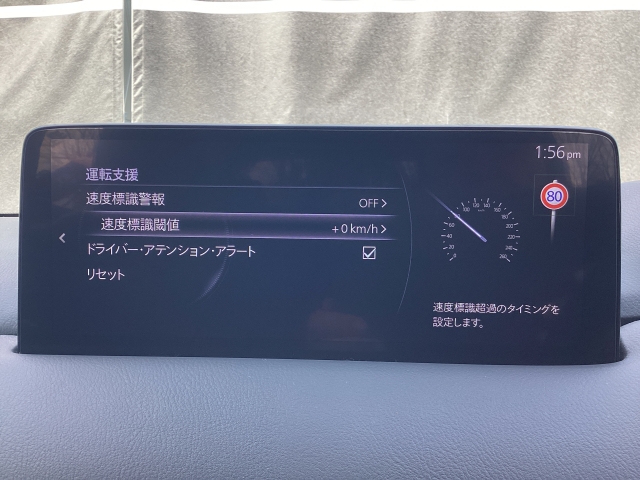 1:56pm
運転支援
速度標識警報 OFF
速度標識閾値 +0km/h
ドライバー・アテンション・アラート
リセット
80
速度標識超過のタイミングを
設定します。